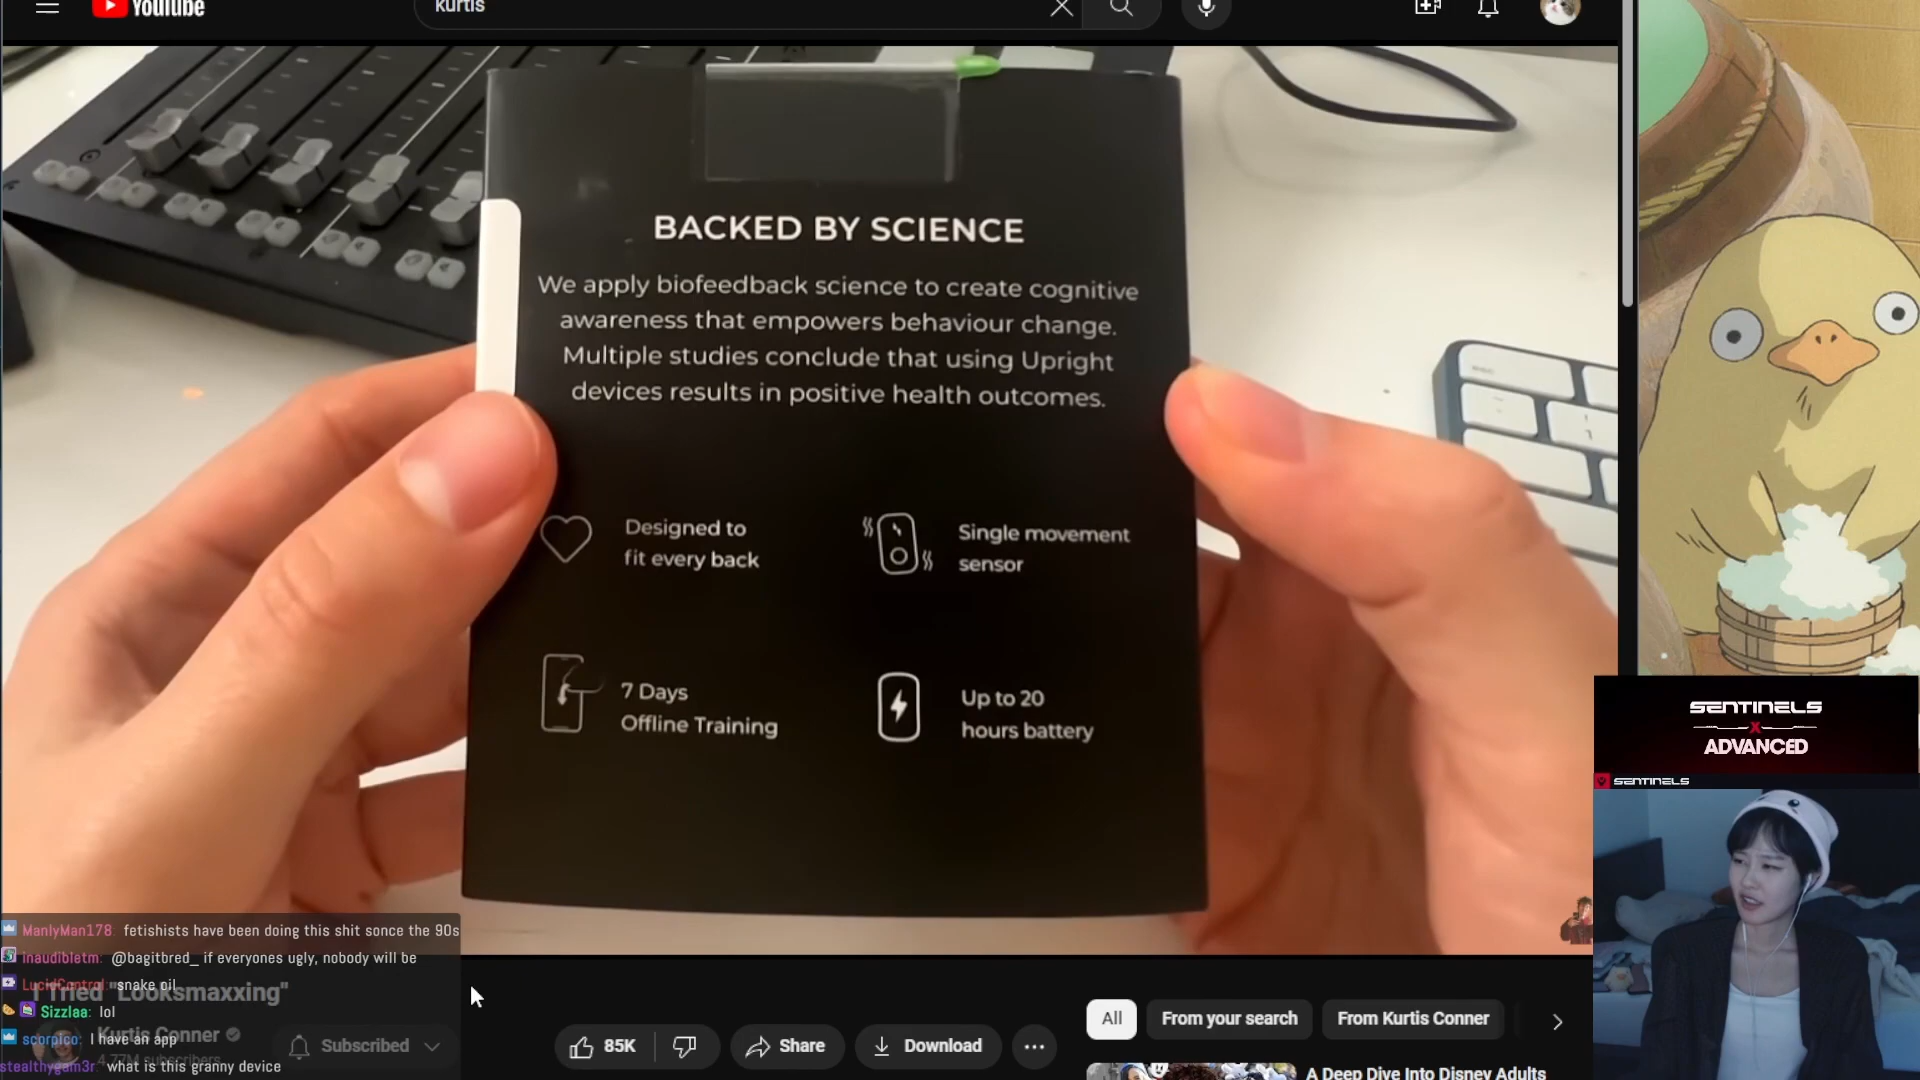 YouTube
kurtis
BACKED BY SCIENCE
We apply biofeedback science to create cognitive
awareness that empowers behaviour change.
Multiple studies conclude that using Upright
devices results in positive health outcomes.
Designed to
fit every back
Single movement
sensor
7 Days
Offline Training
Up to 20
hours battery
SENTINELS
X
ADVANCED
SENTINELS
ManlyMan178: fetishists have been doing this shit sonce the 90s
inaudibletm: @bagitbred_ if everyones ugly, nobody will be
LucidControl: snake oil
I Tried "Looksmaxxing"
Sizzlaa: lol
Kurtis Conner
scorpico: I have an app
4.77M subscribers
stealthygam3r: what is this granny device
Subscribed
85K
Share
Download
All
From your search
From Kurtis Conner
A Deep Dive Into Disney Adults